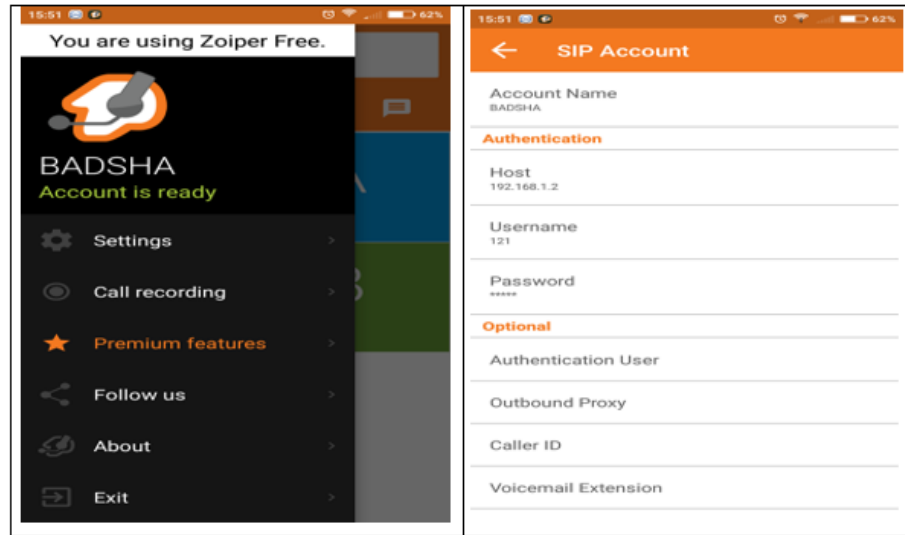 15:51
62%
You are using Zoiper Free.
BADSHA
Account is ready
Settings
Call recording
Premium features
Follow us
About
Exit
15:51
62%
SIP Account
Account Name
BADSHA
Authentication
Host
192.168.1.2
Username
121
Password
*****
Optional
Authentication User
Outbound Proxy
Caller ID
Voicemail Extension